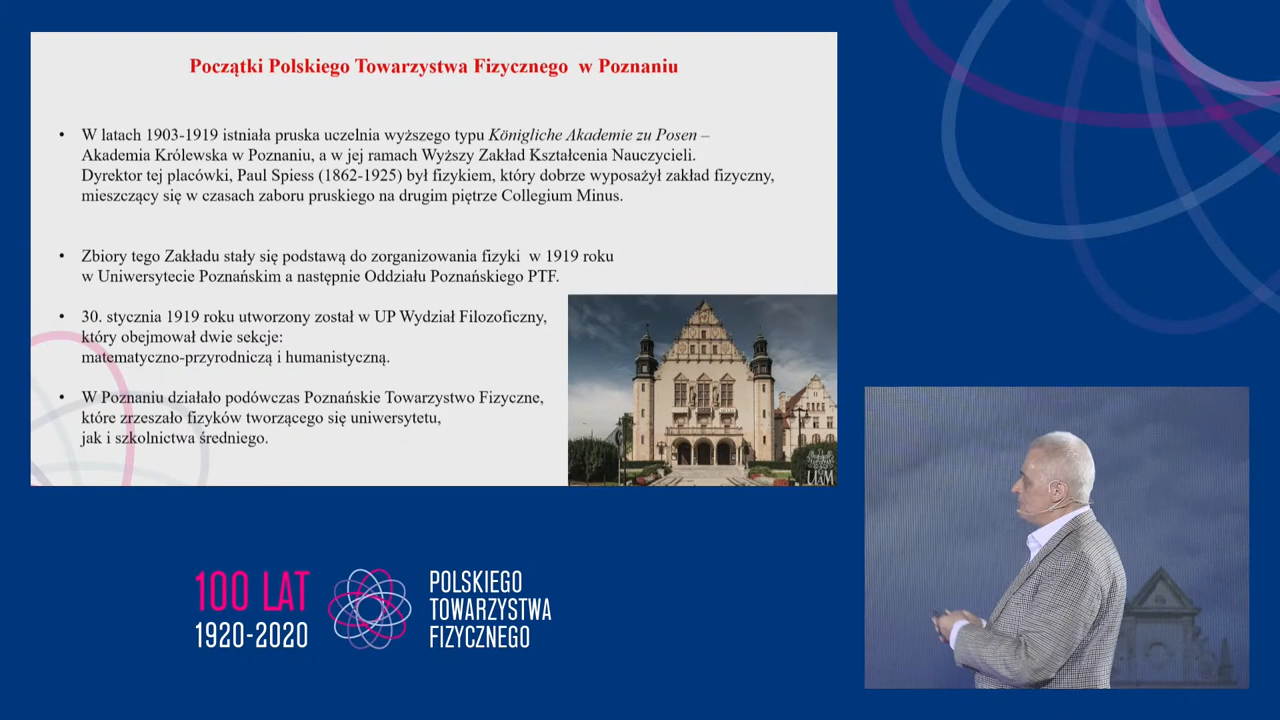 Początki Polskiego Towarzystwa Fizycznego w Poznaniu
• W latach 1903-1919 istniała pruska uczelnia wyższego typu Königliche Akademie zu Posen –
Akademia Królewska w Poznaniu, a w jej ramach Wyższy Zakład Kształcenia Nauczycieli.
Dyrektor tej placówki, Paul Spiess (1862-1925) był fizykiem, który dobrze wyposażył zakład fizyczny,
mieszczący się w czasach zaboru pruskiego na drugim piętrze Collegium Minus.
• Zbiory tego Zakładu stały się podstawą do zorganizowania fizyki w 1919 roku
w Uniwersytecie Poznańskim a następnie Oddziału Poznańskiego PTF.
• 30. stycznia 1919 roku utworzony został w UP Wydział Filozoficzny,
który obejmował dwie sekcje:
matematyczno-przyrodniczą i humanistyczną.
• W Poznaniu działało podówczas Poznańskie Towarzystwo Fizyczne,
które zrzeszało fizyków tworzącego się uniwersytetu,
jak i szkolnictwa średniego.
UAM
100 LAT
1920-2020
POLSKIEGO
TOWARZYSTWA
FIZYCZNEGO